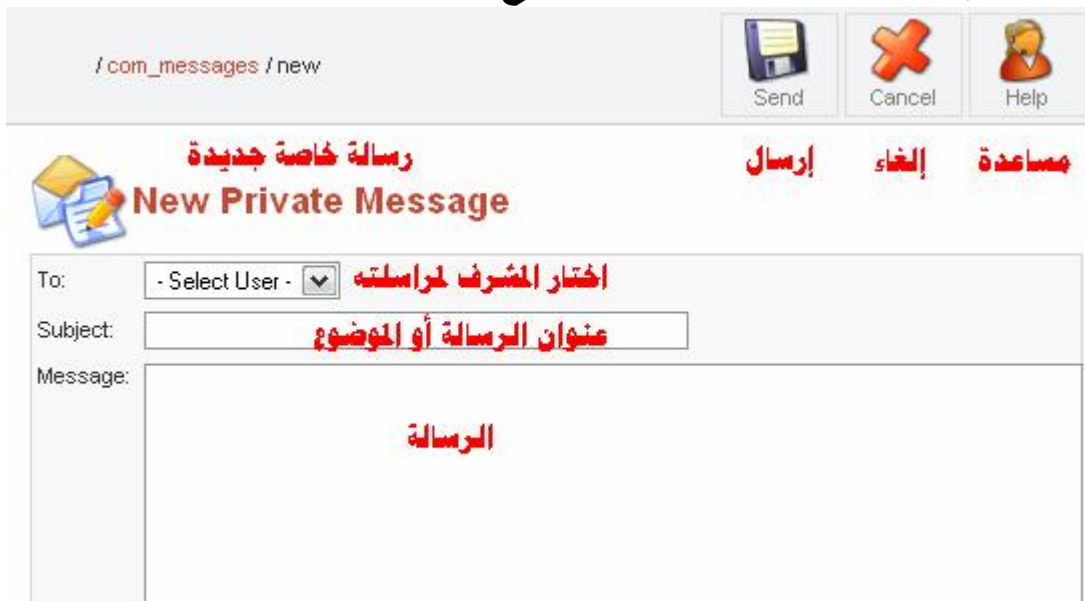 / com_messages / new
Send Cancel Help
رسالة خاصة جديدة إرسال إلغاء مساعدة
New Private Message
To: - Select User - اختار المشرف لمراسلته
Subject: عنوان الرسالة أو الموضوع
Message:
الرسالة